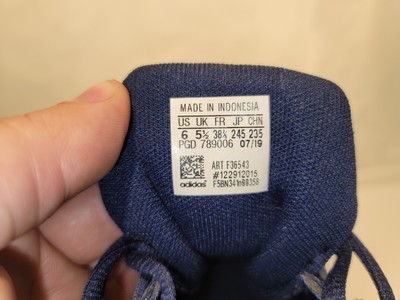 MADE IN INDONESIA
US UK FR JP CHN
6 5½ 38⅔ 245 235
PGD 789006 07/19
ART F36543
#122912015
adidas